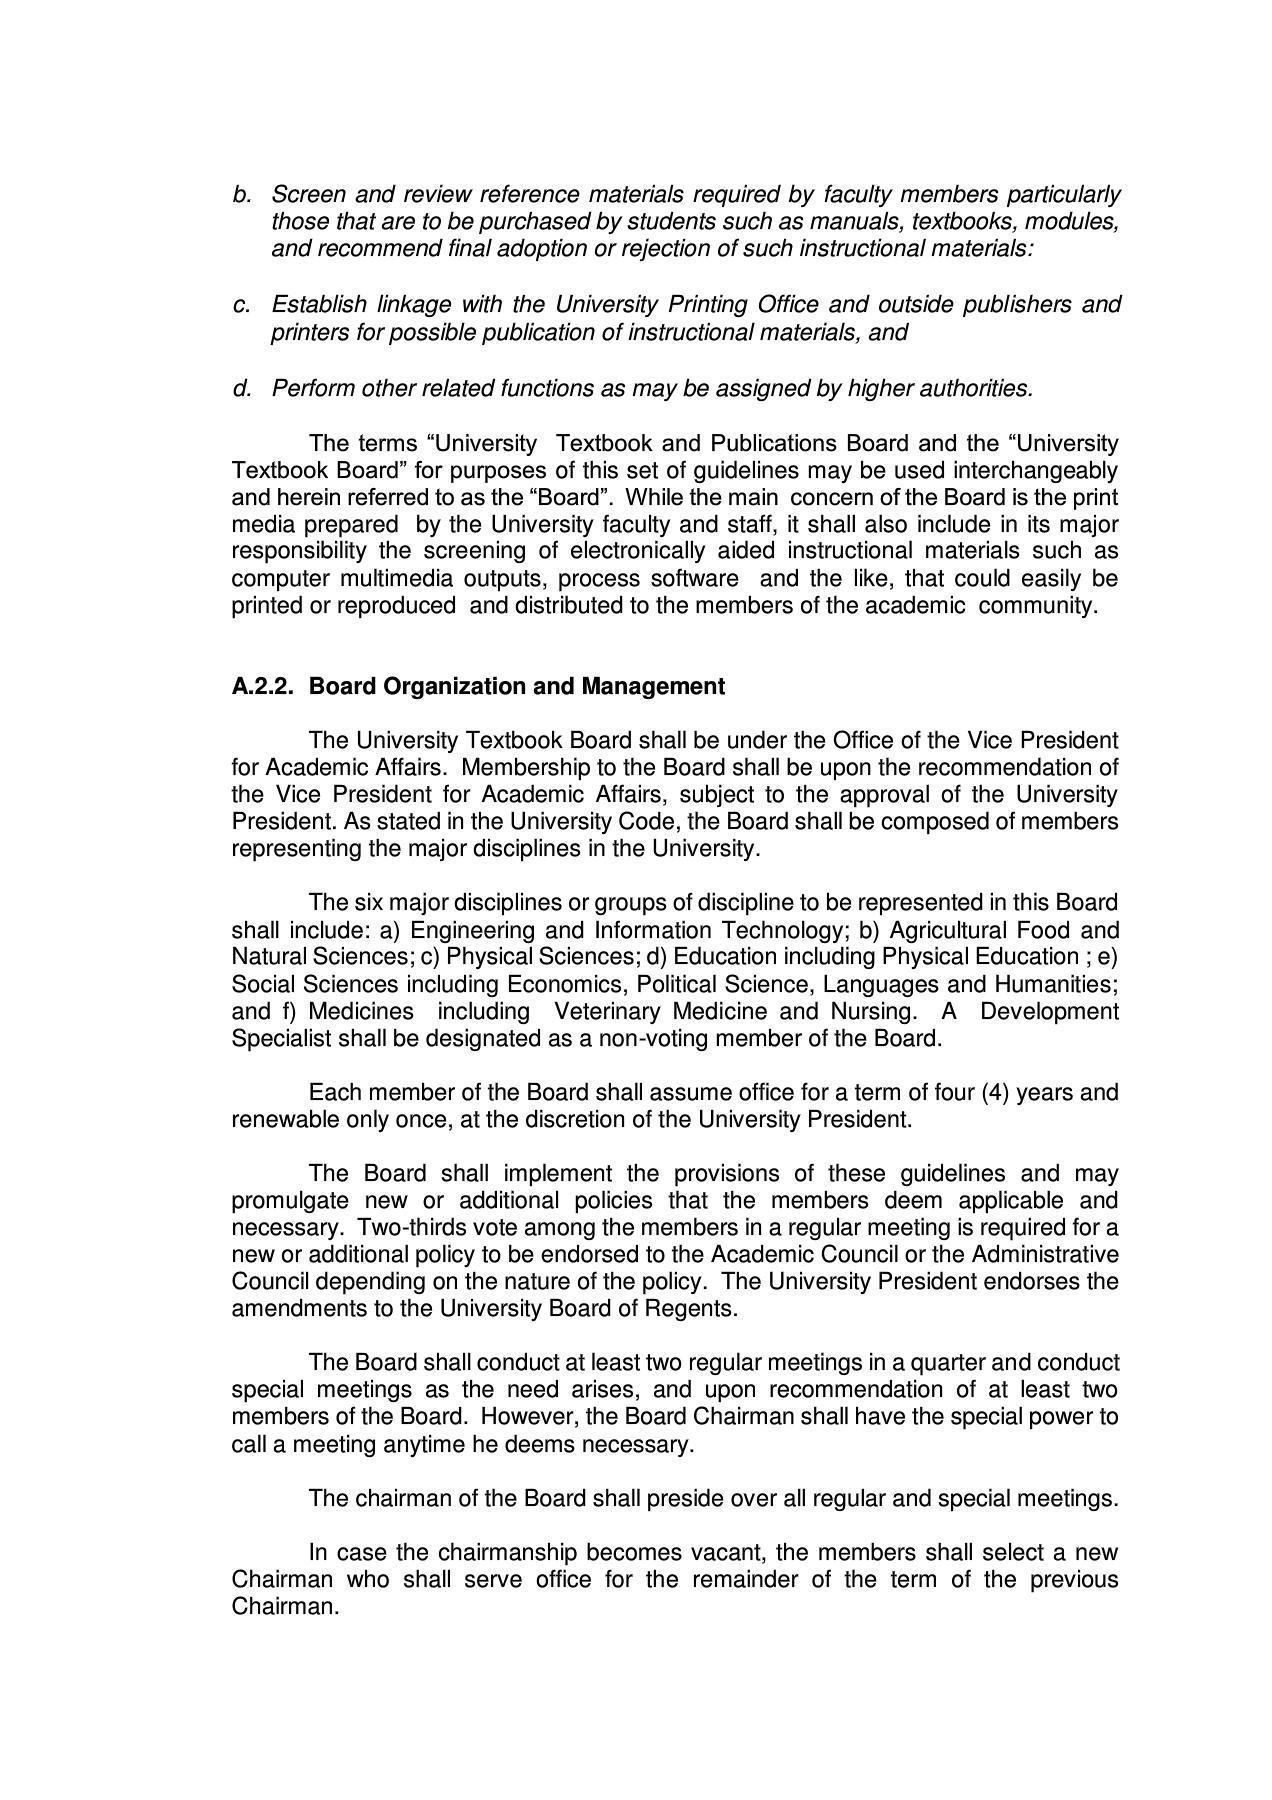 b. Screen and review reference materials required by faculty members particularly
those that are to be purchased by students such as manuals, textbooks, modules,
and recommend final adoption or rejection of such instructional materials:
c. Establish linkage with the University Printing Office and outside publishers and
printers for possible publication of instructional materials, and
d. Perform other related functions as may be assigned by higher authorities.
The terms “University Textbook and Publications Board and the “University
Textbook Board” for purposes of this set of guidelines may be used interchangeably
and herein referred to as the “Board”. While the main concern of the Board is the print
media prepared by the University faculty and staff, it shall also include in its major
responsibility the screening of electronically aided instructional materials such as
computer multimedia outputs, process software and the like, that could easily be
printed or reproduced and distributed to the members of the academic community.
A.2.2. Board Organization and Management
The University Textbook Board shall be under the Office of the Vice President
for Academic Affairs. Membership to the Board shall be upon the recommendation of
the Vice President for Academic Affairs, subject to the approval of the University
President. As stated in the University Code, the Board shall be composed of members
representing the major disciplines in the University.
The six major disciplines or groups of discipline to be represented in this Board
shall include: a) Engineering and Information Technology; b) Agricultural Food and
Natural Sciences; c) Physical Sciences; d) Education including Physical Education ; e)
Social Sciences including Economics, Political Science, Languages and Humanities;
and f) Medicines including Veterinary Medicine and Nursing. A Development
Specialist shall be designated as a non-voting member of the Board.
Each member of the Board shall assume office for a term of four (4) years and
renewable only once, at the discretion of the University President.
The Board shall implement the provisions of these guidelines and may
promulgate new or additional policies that the members deem applicable and
necessary. Two-thirds vote among the members in a regular meeting is required for a
new or additional policy to be endorsed to the Academic Council or the Administrative
Council depending on the nature of the policy. The University President endorses the
amendments to the University Board of Regents.
The Board shall conduct at least two regular meetings in a quarter and conduct
special meetings as the need arises, and upon recommendation of at least two
members of the Board. However, the Board Chairman shall have the special power to
call a meeting anytime he deems necessary.
The chairman of the Board shall preside over all regular and special meetings.
In case the chairmanship becomes vacant, the members shall select a new
Chairman who shall serve office for the remainder of the term of the previous
Chairman.